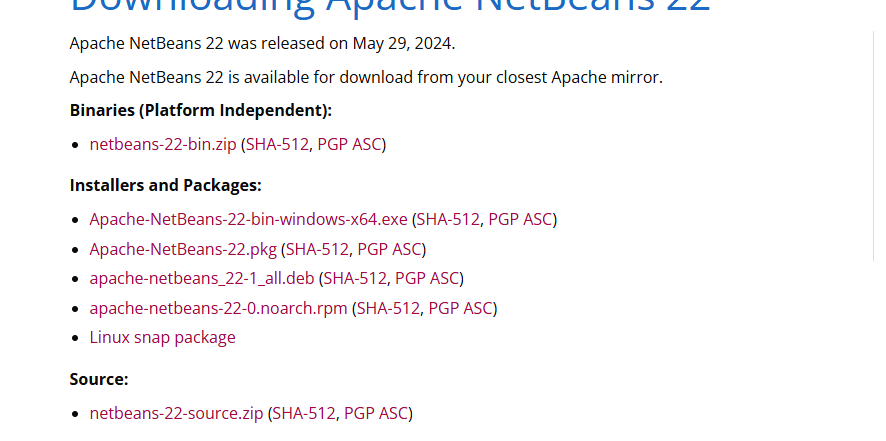 Downloading Apache NetBeans 22
Apache NetBeans 22 was released on May 29, 2024.
Apache NetBeans 22 is available for download from your closest Apache mirror.
Binaries (Platform Independent):
netbeans-22-bin.zip (SHA-512, PGP ASC)
Installers and Packages:
Apache-NetBeans-22-bin-windows-x64.exe (SHA-512, PGP ASC)
Apache-NetBeans-22.pkg (SHA-512, PGP ASC)
apache-netbeans_22-1_all.deb (SHA-512, PGP ASC)
apache-netbeans-22-0.noarch.rpm (SHA-512, PGP ASC)
Linux snap package
Source:
netbeans-22-source.zip (SHA-512, PGP ASC)